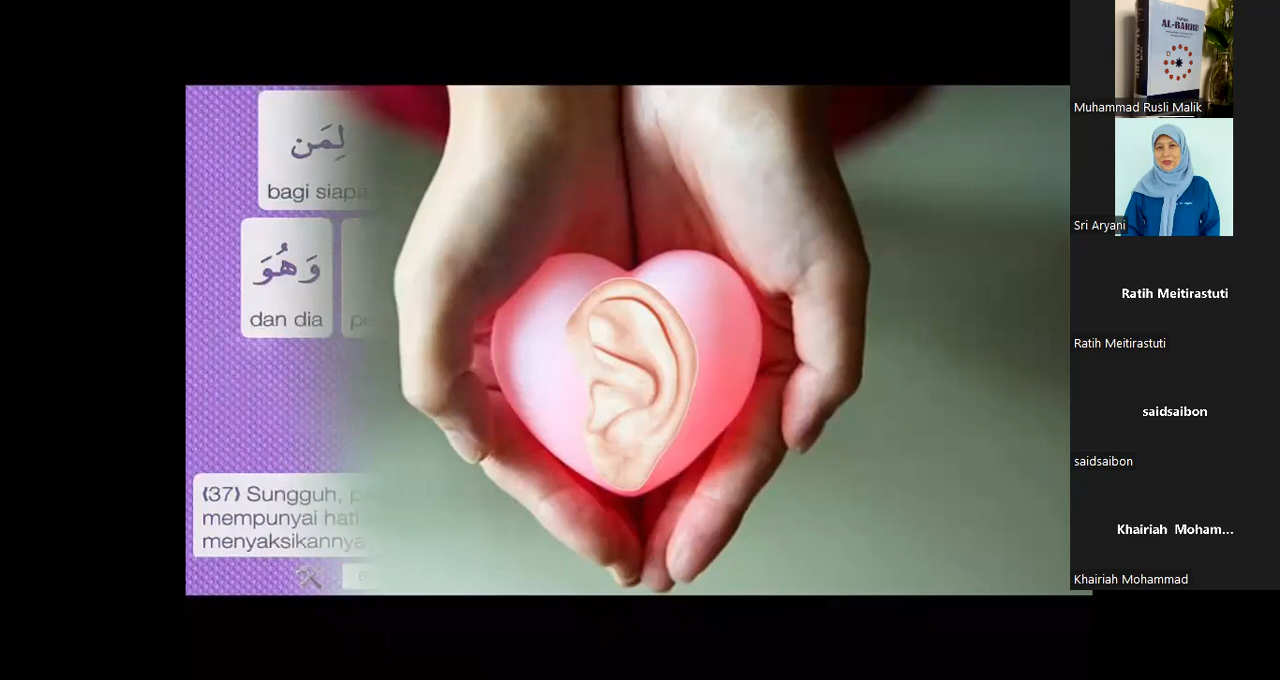 لِمَن
bagi siapa
وَهُوَ
dan dia
(37) Sungguh,
mempunyai hati
menyaksikannya
AL-BARRU
Muhammad Rusli Malik
Sri Aryani
Ratih Meitirastuti
Ratih Meitirastuti
saidsaibon
saidsaibon
Khairiah Moham...
Khairiah Mohammad